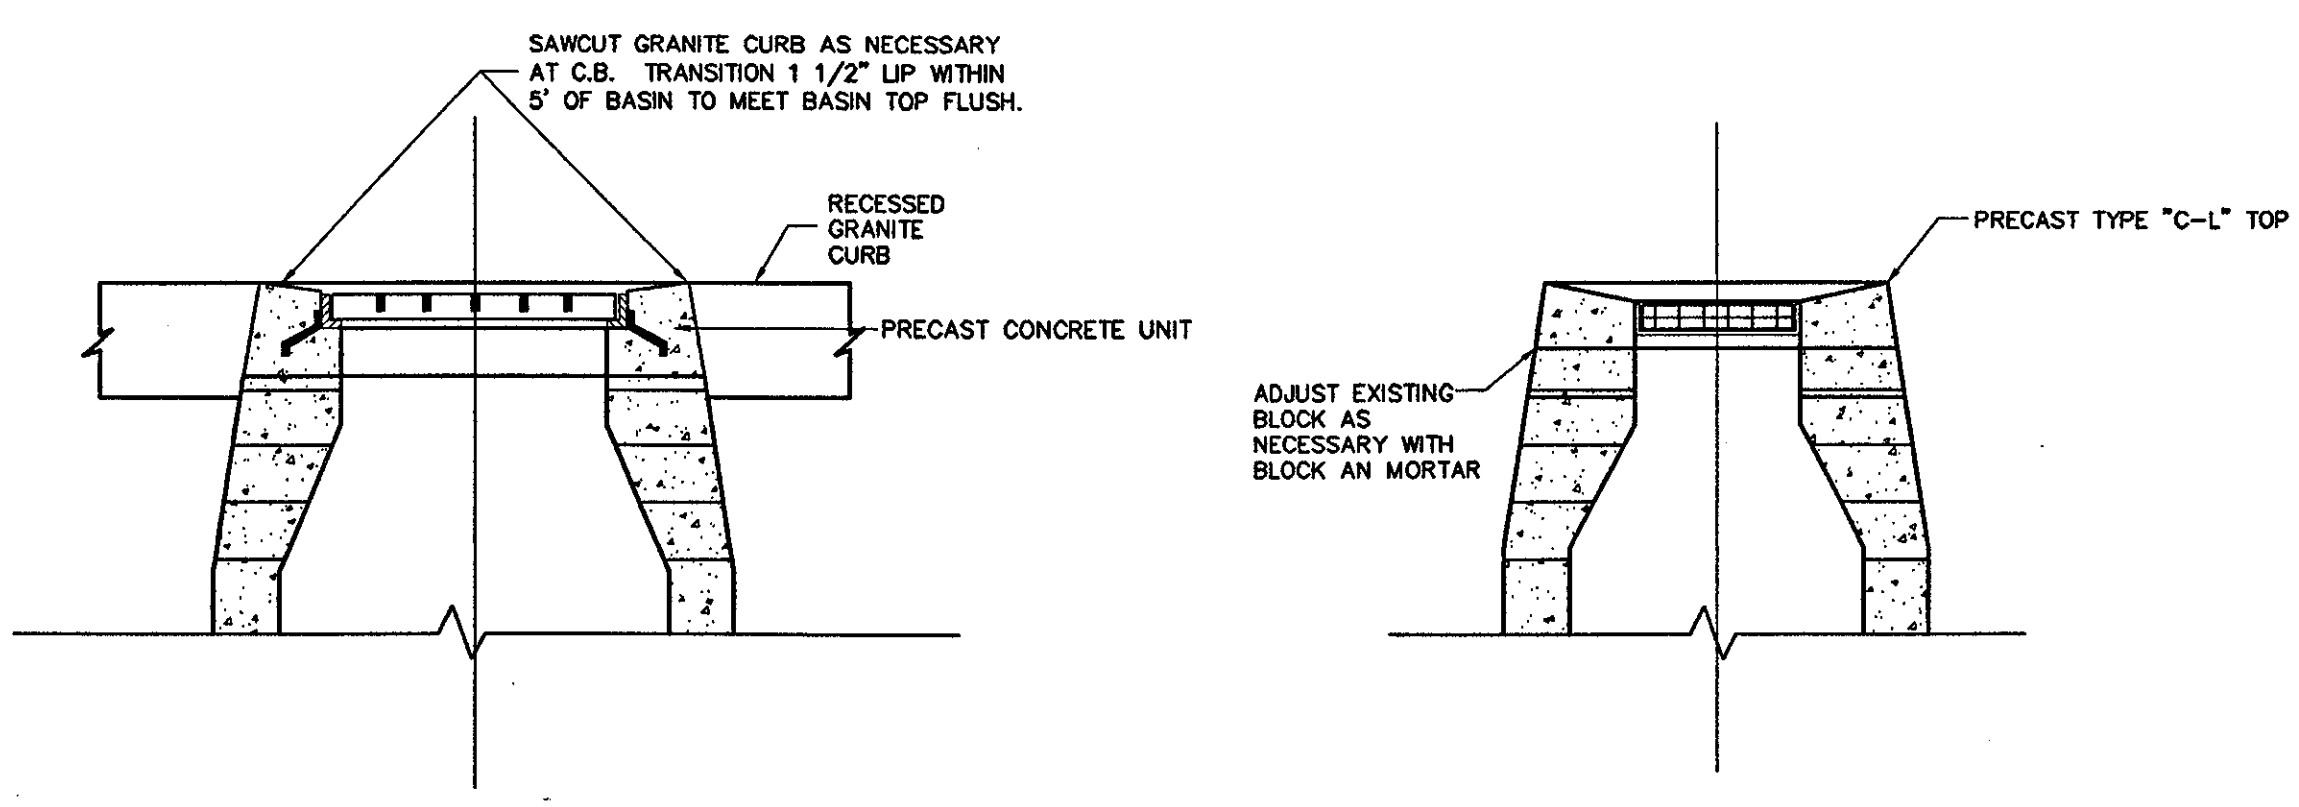 SAWCUT GRANITE CURB AS NECESSARY
AT C.B. TRANSITION 1 1/2" LIP WITHIN
5' OF BASIN TO MEET BASIN TOP FLUSH.
RECESSED
GRANITE
CURB
PRECAST CONCRETE UNIT
PRECAST TYPE "C-L" TOP
ADJUST EXISTING
BLOCK AS
NECESSARY WITH
BLOCK AN MORTAR